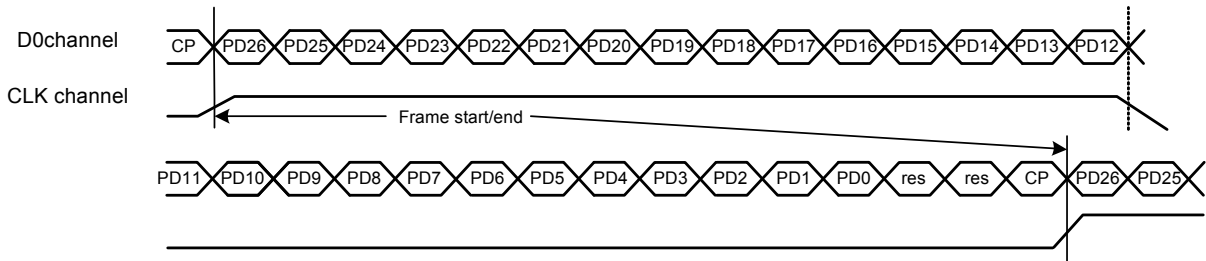 D0channel CP PD26 PD25 PD24 PD23 PD22 PD21 PD20 PD19 PD18 PD17 PD16 PD15 PD14 PD13 PD12
CLK channel
Frame start/end
PD11 PD10 PD9 PD8 PD7 PD6 PD5 PD4 PD3 PD2 PD1 PD0 res res CP PD26 PD25